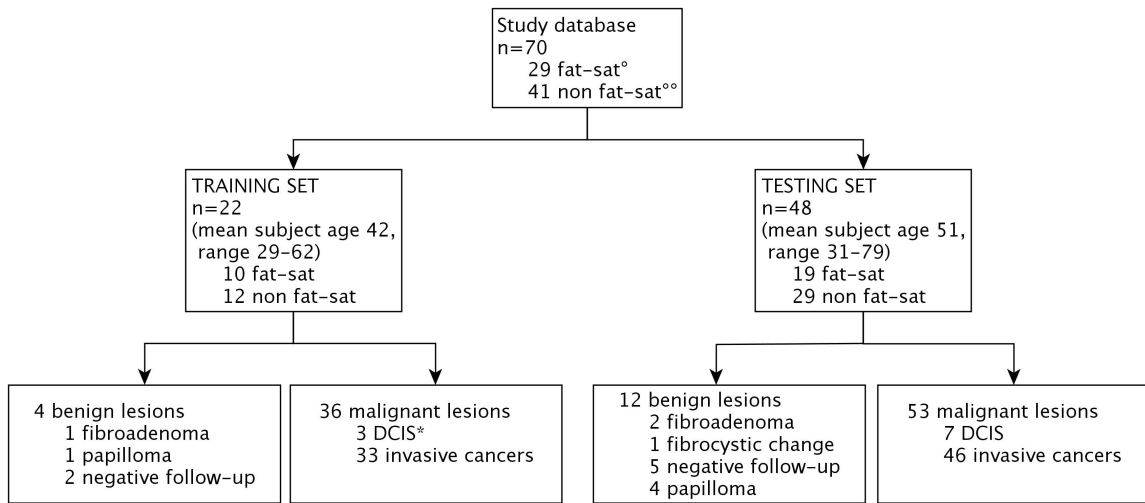 Study database
n=70
29 fat-sat°
41 non fat-sat°°
TRAINING SET
n=22
(mean subject age 42,
range 29-62)
10 fat-sat
12 non fat-sat
TESTING SET
n=48
(mean subject age 51,
range 31-79)
19 fat-sat
29 non fat-sat
4 benign lesions
1 fibroadenoma
1 papilloma
2 negative follow-up
36 malignant lesions
3 DCIS*
33 invasive cancers
12 benign lesions
2 fibroadenoma
1 fibrocystic change
5 negative follow-up
4 papilloma
53 malignant lesions
7 DCIS
46 invasive cancers